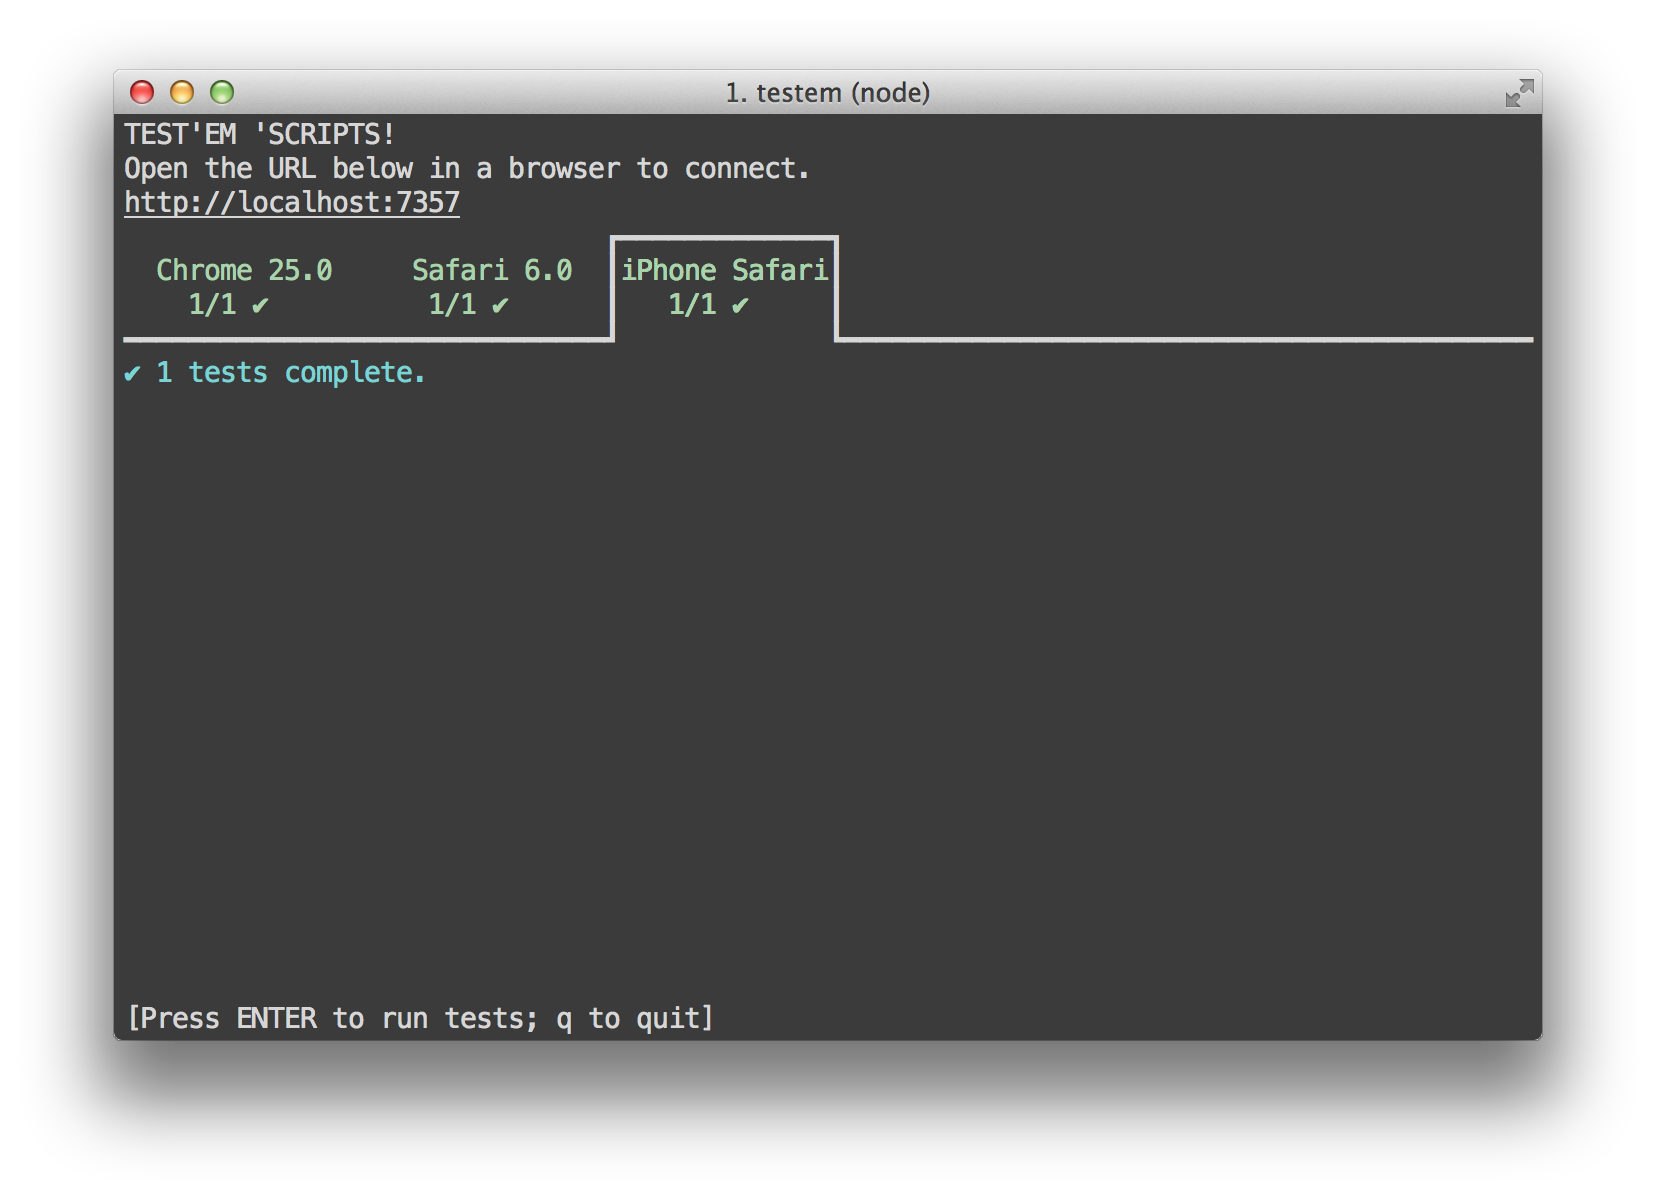 1. testem (node)
TEST'EM 'SCRIPTS!
Open the URL below in a browser to connect.
http://localhost:7357
Chrome 25.0 Safari 6.0 iPhone Safari
1/1 ✔ 1/1 ✔ 1/1 ✔
✔ 1 tests complete.
[Press ENTER to run tests; q to quit]